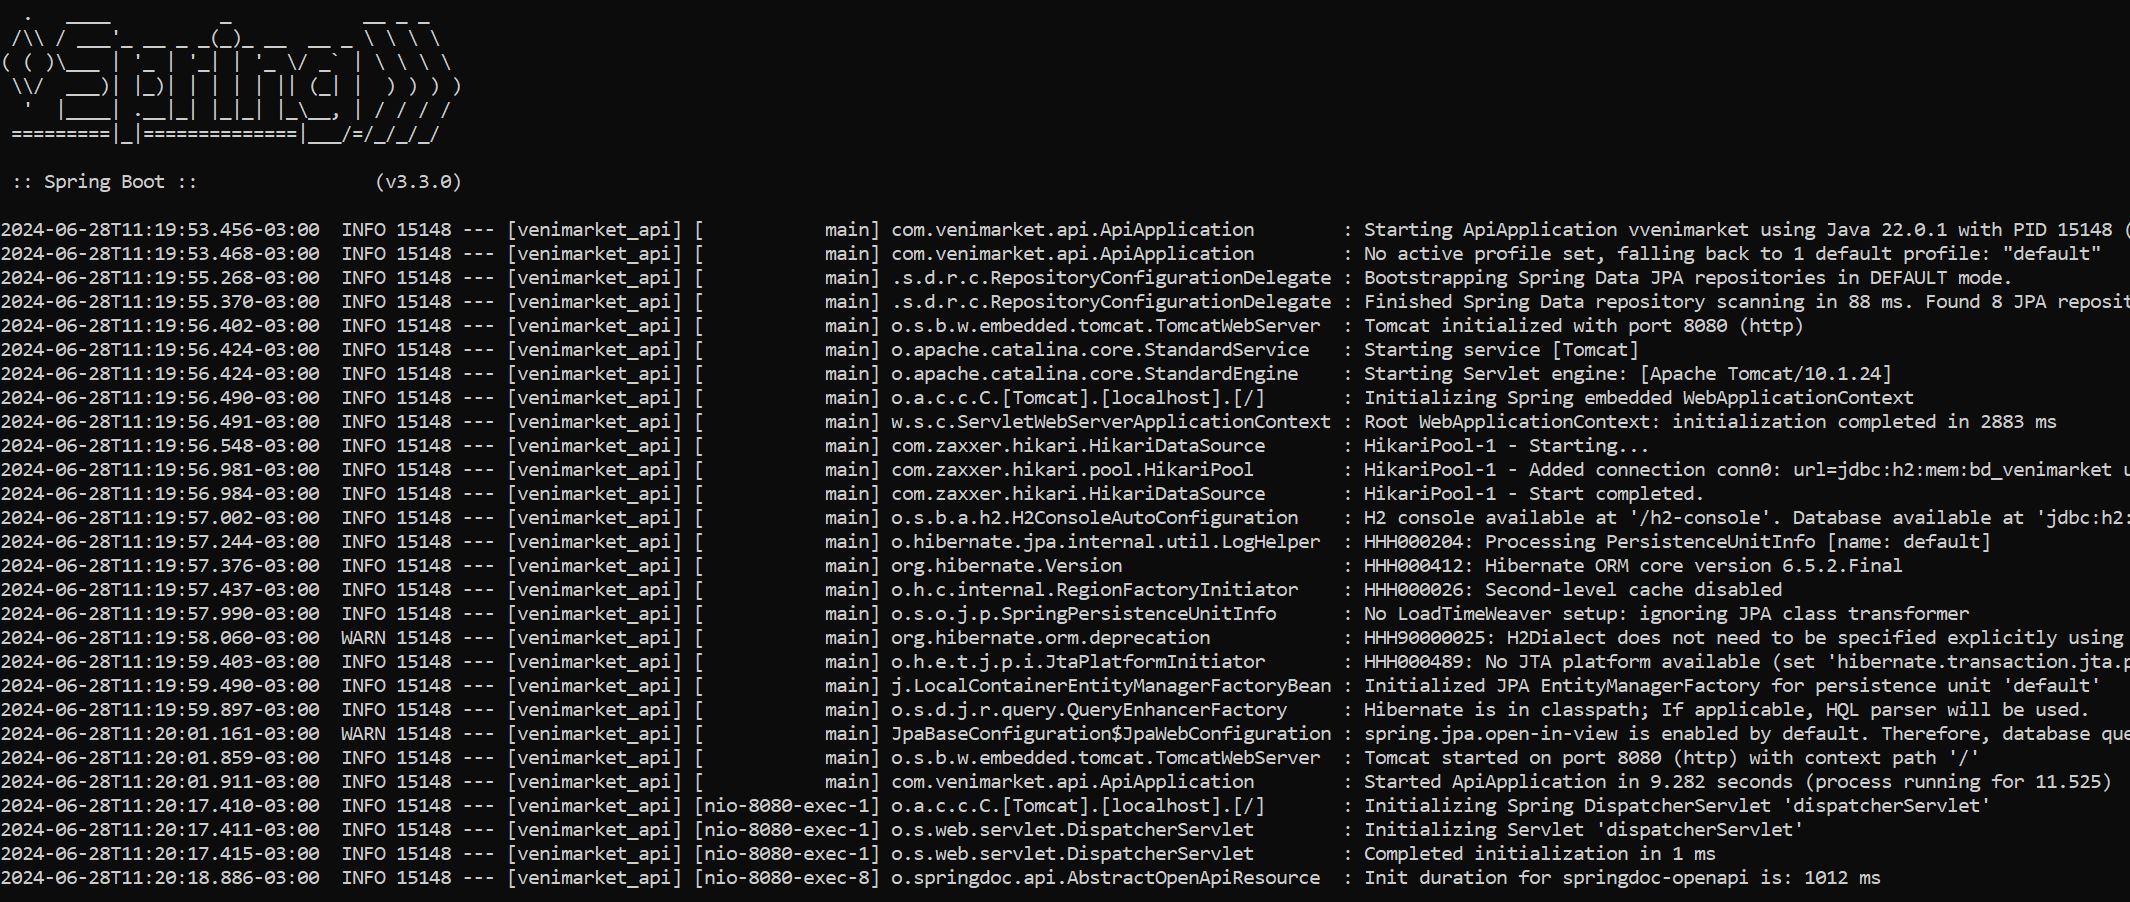 .   ____          _            __ _ _
 /\\ / ___'_ __ _ _(_)_ __  __ _ \ \ \ \
( ( )\___ | '_ | '_| | '_ \/ _` | \ \ \ \
 \\/  ___)| |_)| | | | | || (_| |  ) ) ) )
  '  |____| .__|_| |_|_| |_\__, | / / / /
 =========|_|==============|___/=/_/_/_/
 :: Spring Boot ::                (v3.3.0)
2024-06-28T11:19:53.456-03:00  INFO 15148 --- [venimarket_api] [           main] com.venimarket.api.ApiApplication        : Starting ApiApplication vvenimarket using Java 22.0.1 with PID 15148 (
2024-06-28T11:19:53.468-03:00  INFO 15148 --- [venimarket_api] [           main] com.venimarket.api.ApiApplication        : No active profile set, falling back to 1 default profile: "default"
2024-06-28T11:19:55.268-03:00  INFO 15148 --- [venimarket_api] [           main] .s.d.r.c.RepositoryConfigurationDelegate : Bootstrapping Spring Data JPA repositories in DEFAULT mode.
2024-06-28T11:19:55.370-03:00  INFO 15148 --- [venimarket_api] [           main] .s.d.r.c.RepositoryConfigurationDelegate : Finished Spring Data repository scanning in 88 ms. Found 8 JPA reposit
2024-06-28T11:19:56.402-03:00  INFO 15148 --- [venimarket_api] [           main] o.s.b.w.embedded.tomcat.TomcatWebServer  : Tomcat initialized with port 8080 (http)
2024-06-28T11:19:56.424-03:00  INFO 15148 --- [venimarket_api] [           main] o.apache.catalina.core.StandardService   : Starting service [Tomcat]
2024-06-28T11:19:56.424-03:00  INFO 15148 --- [venimarket_api] [           main] o.apache.catalina.core.StandardEngine    : Starting Servlet engine: [Apache Tomcat/10.1.24]
2024-06-28T11:19:56.490-03:00  INFO 15148 --- [venimarket_api] [           main] o.a.c.c.C.[Tomcat].[localhost].[/]       : Initializing Spring embedded WebApplicationContext
2024-06-28T11:19:56.491-03:00  INFO 15148 --- [venimarket_api] [           main] w.s.c.ServletWebServerApplicationContext : Root WebApplicationContext: initialization completed in 2883 ms
2024-06-28T11:19:56.548-03:00  INFO 15148 --- [venimarket_api] [           main] com.zaxxer.hikari.HikariDataSource       : HikariPool-1 - Starting...
2024-06-28T11:19:56.981-03:00  INFO 15148 --- [venimarket_api] [           main] com.zaxxer.hikari.pool.HikariPool        : HikariPool-1 - Added connection conn0: url=jdbc:h2:mem:bd_venimarket u
2024-06-28T11:19:56.984-03:00  INFO 15148 --- [venimarket_api] [           main] com.zaxxer.hikari.HikariDataSource       : HikariPool-1 - Start completed.
2024-06-28T11:19:57.002-03:00  INFO 15148 --- [venimarket_api] [           main] o.s.b.a.h2.H2ConsoleAutoConfiguration    : H2 console available at '/h2-console'. Database available at 'jdbc:h2:
2024-06-28T11:19:57.244-03:00  INFO 15148 --- [venimarket_api] [           main] o.hibernate.jpa.internal.util.LogHelper  : HHH000204: Processing PersistenceUnitInfo [name: default]
2024-06-28T11:19:57.376-03:00  INFO 15148 --- [venimarket_api] [           main] org.hibernate.Version                    : HHH000412: Hibernate ORM core version 6.5.2.Final
2024-06-28T11:19:57.437-03:00  INFO 15148 --- [venimarket_api] [           main] o.h.c.internal.RegionFactoryInitiator    : HHH000026: Second-level cache disabled
2024-06-28T11:19:57.990-03:00  INFO 15148 --- [venimarket_api] [           main] o.s.o.j.p.SpringPersistenceUnitInfo      : No LoadTimeWeaver setup: ignoring JPA class transformer
2024-06-28T11:19:58.060-03:00  WARN 15148 --- [venimarket_api] [           main] org.hibernate.orm.deprecation            : HHH90000025: H2Dialect does not need to be specified explicitly using
2024-06-28T11:19:59.403-03:00  INFO 15148 --- [venimarket_api] [           main] o.h.e.t.j.p.i.JtaPlatformInitiator       : HHH000489: No JTA platform available (set 'hibernate.transaction.jta.p
2024-06-28T11:19:59.490-03:00  INFO 15148 --- [venimarket_api] [           main] j.LocalContainerEntityManagerFactoryBean : Initialized JPA EntityManagerFactory for persistence unit 'default'
2024-06-28T11:19:59.897-03:00  INFO 15148 --- [venimarket_api] [           main] o.s.d.j.r.query.QueryEnhancerFactory     : Hibernate is in classpath; If applicable, HQL parser will be used.
2024-06-28T11:20:01.161-03:00  WARN 15148 --- [venimarket_api] [           main] JpaBaseConfiguration$JpaWebConfiguration : spring.jpa.open-in-view is enabled by default. Therefore, database que
2024-06-28T11:20:01.859-03:00  INFO 15148 --- [venimarket_api] [           main] o.s.b.w.embedded.tomcat.TomcatWebServer  : Tomcat started on port 8080 (http) with context path '/'
2024-06-28T11:20:01.911-03:00  INFO 15148 --- [venimarket_api] [           main] com.venimarket.api.ApiApplication        : Started ApiApplication in 9.282 seconds (process running for 11.525)
2024-06-28T11:20:17.410-03:00  INFO 15148 --- [venimarket_api] [nio-8080-exec-1] o.a.c.c.C.[Tomcat].[localhost].[/]       : Initializing Spring DispatcherServlet 'dispatcherServlet'
2024-06-28T11:20:17.411-03:00  INFO 15148 --- [venimarket_api] [nio-8080-exec-1] o.s.web.servlet.DispatcherServlet        : Initializing Servlet 'dispatcherServlet'
2024-06-28T11:20:17.415-03:00  INFO 15148 --- [venimarket_api] [nio-8080-exec-1] o.s.web.servlet.DispatcherServlet        : Completed initialization in 1 ms
2024-06-28T11:20:18.886-03:00  INFO 15148 --- [venimarket_api] [nio-8080-exec-8] o.springdoc.api.AbstractOpenApiResource  : Init duration for springdoc-openapi is: 1012 ms